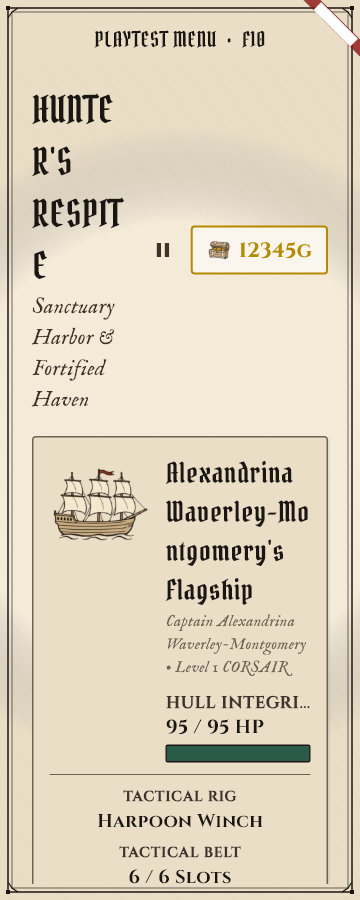 PLAYTEST MENU • F10
HUNTE
R'S
RESPIT
E
12345G
Sanctuary
Harbor &
Fortified
Haven
Alexandrina
Waverley-Mo
ntgomery's
Flagship
Captain Alexandrina
Waverley-Montgomery
• Level 1 CORSAIR
HULL INTEGRI...
95 / 95 HP
TACTICAL RIG
HARPOON WINCH
TACTICAL BELT
6 / 6 SLOTS